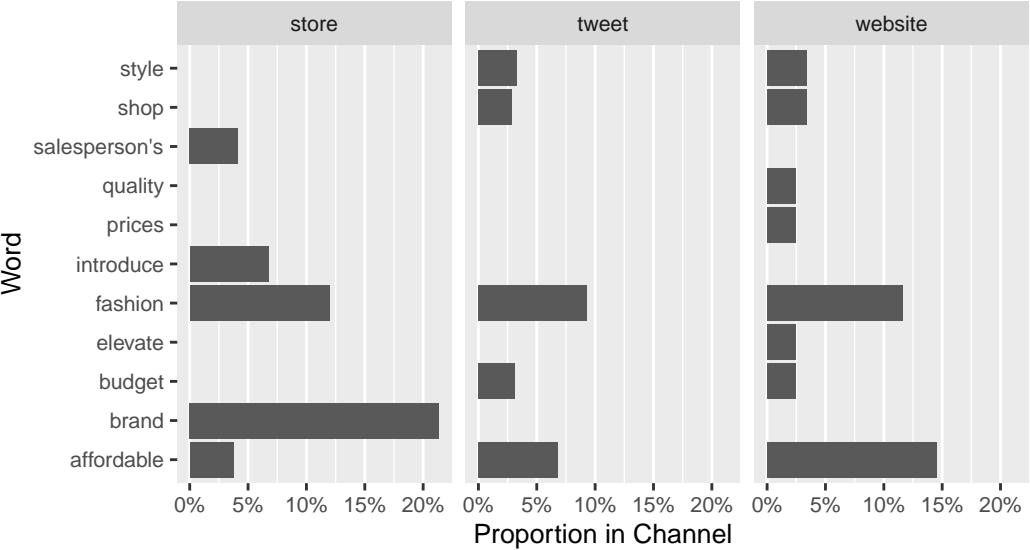 store tweet website
style
shop
salesperson's
quality
prices
introduce
fashion
elevate
budget
brand
affordable
Word
0% 5% 10% 15% 20% 0% 5% 10% 15% 20% 0% 5% 10% 15% 20%
Proportion in Channel